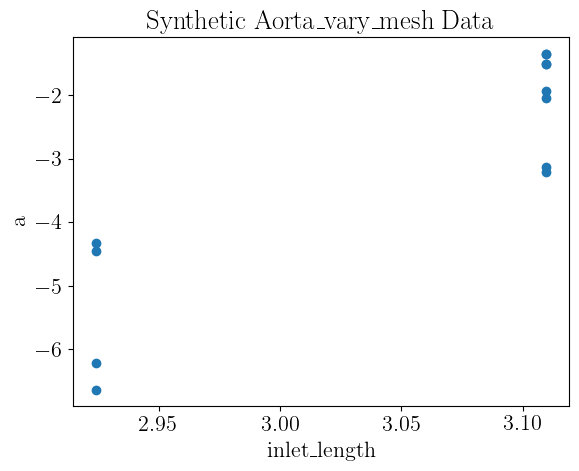 Synthetic Aorta_vary_mesh Data
a
−2
−3
−4
−5
−6
2.95 3.00 3.05 3.10
inlet_length